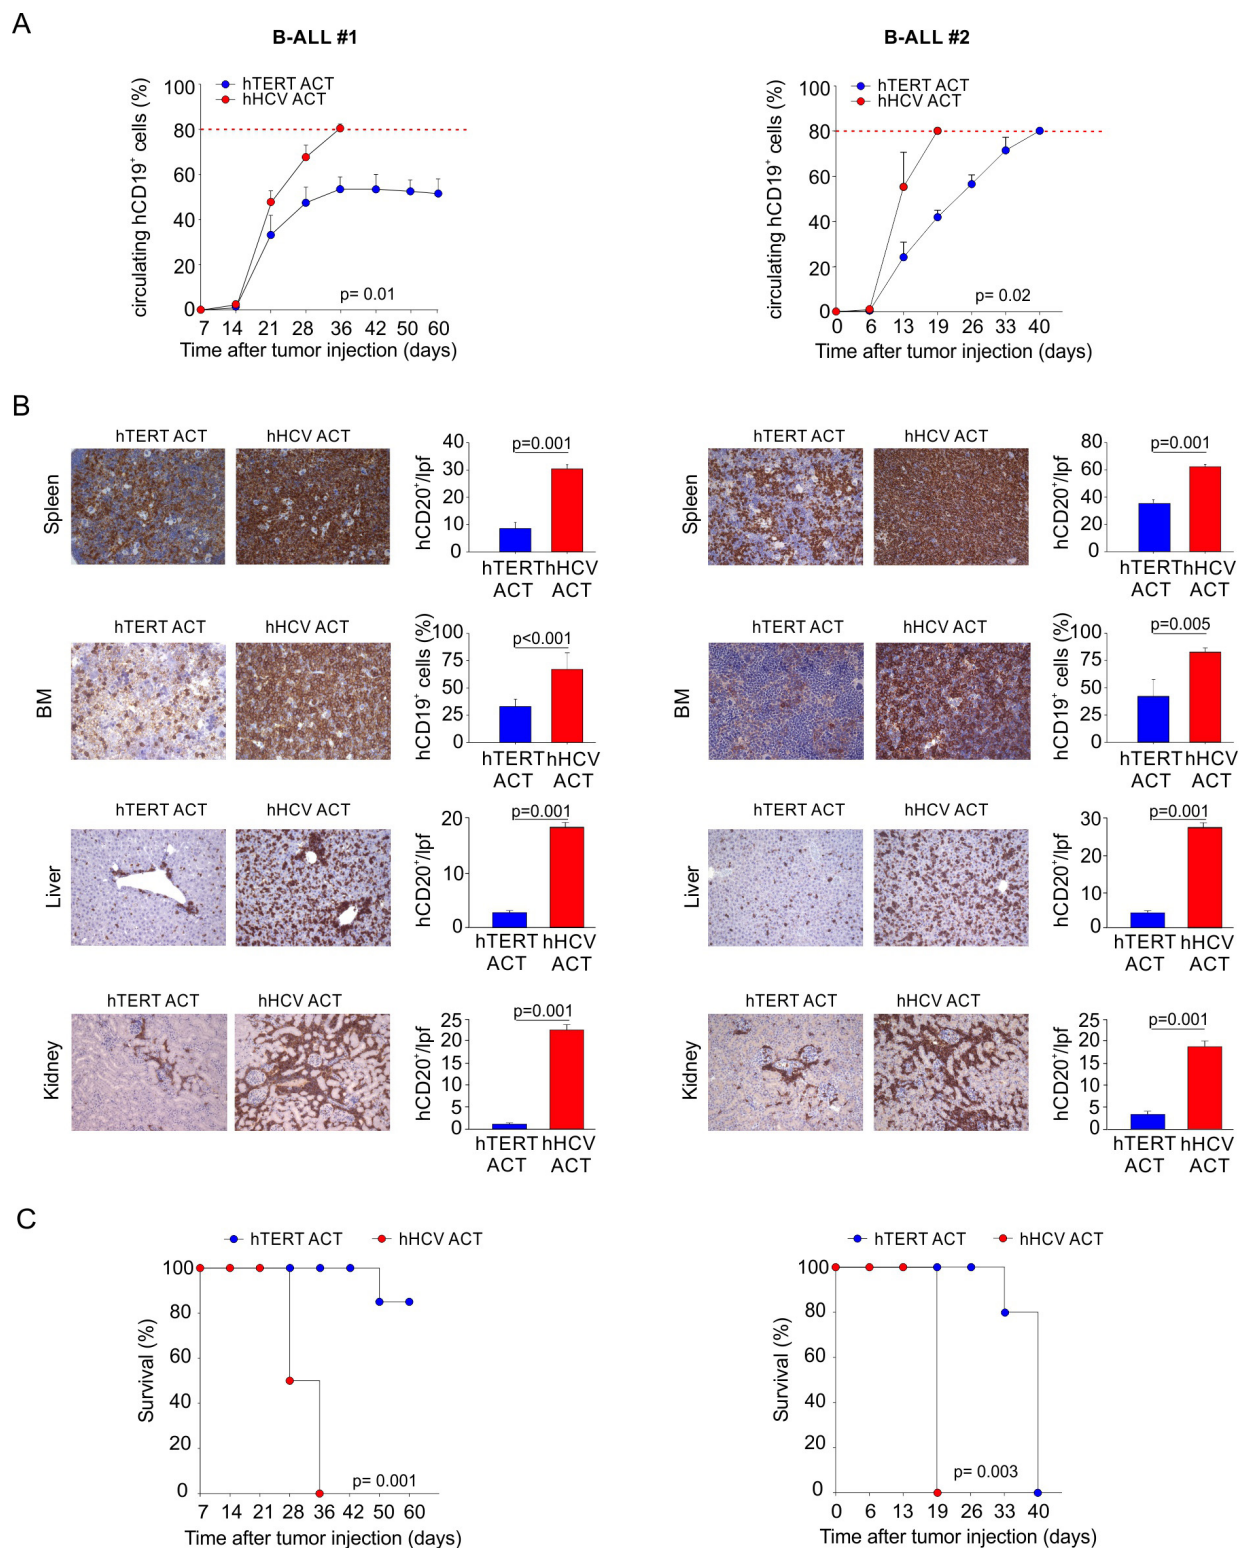 A
B-ALL #1
B-ALL #2
hTERT ACT
hHCV ACT
circulating hCD19⁺ cells (%)
100
80
60
40
20
0
p= 0.01
7 14 21 28 36 42 50 60
Time after tumor injection (days)
hTERT ACT
hHCV ACT
circulating hCD19⁺ cells (%)
100
80
60
40
20
0
p= 0.02
0 6 13 19 26 33 40
Time after tumor injection (days)
B
Spleen
hTERT ACT hHCV ACT
hCD20⁺/lpf
40
30
20
10
0
p=0.001
hTERT hHCV
ACT ACT
Spleen
hTERT ACT hHCV ACT
hCD20⁺/lpf
80
60
40
20
0
p=0.001
hTERT hHCV
ACT ACT
BM
hTERT ACT hHCV ACT
hCD19⁺ cells (%)
100
75
50
25
0
p<0.001
hTERT hHCV
ACT ACT
BM
hTERT ACT hHCV ACT
hCD19⁺ cells (%)
100
75
50
25
0
p=0.005
hTERT hHCV
ACT ACT
Liver
hTERT ACT hHCV ACT
hCD20⁺/lpf
20
10
0
p=0.001
hTERT hHCV
ACT ACT
Liver
hTERT ACT hHCV ACT
hCD20⁺/lpf
30
20
10
0
p=0.001
hTERT hHCV
ACT ACT
Kidney
hTERT ACT hHCV ACT
hCD20⁺/lpf
25
20
15
10
5
0
p=0.001
hTERT hHCV
ACT ACT
Kidney
hTERT ACT hHCV ACT
hCD20⁺/lpf
25
20
15
10
5
0
p=0.001
hTERT hHCV
ACT ACT
C
hTERT ACT hHCV ACT
Survival (%)
100
80
60
40
20
0
p= 0.001
7 14 21 28 36 42 50 60
Time after tumor injection (days)
hTERT ACT hHCV ACT
Survival (%)
100
80
60
40
20
0
p= 0.003
0 6 13 19 26 33 40
Time after tumor injection (days)